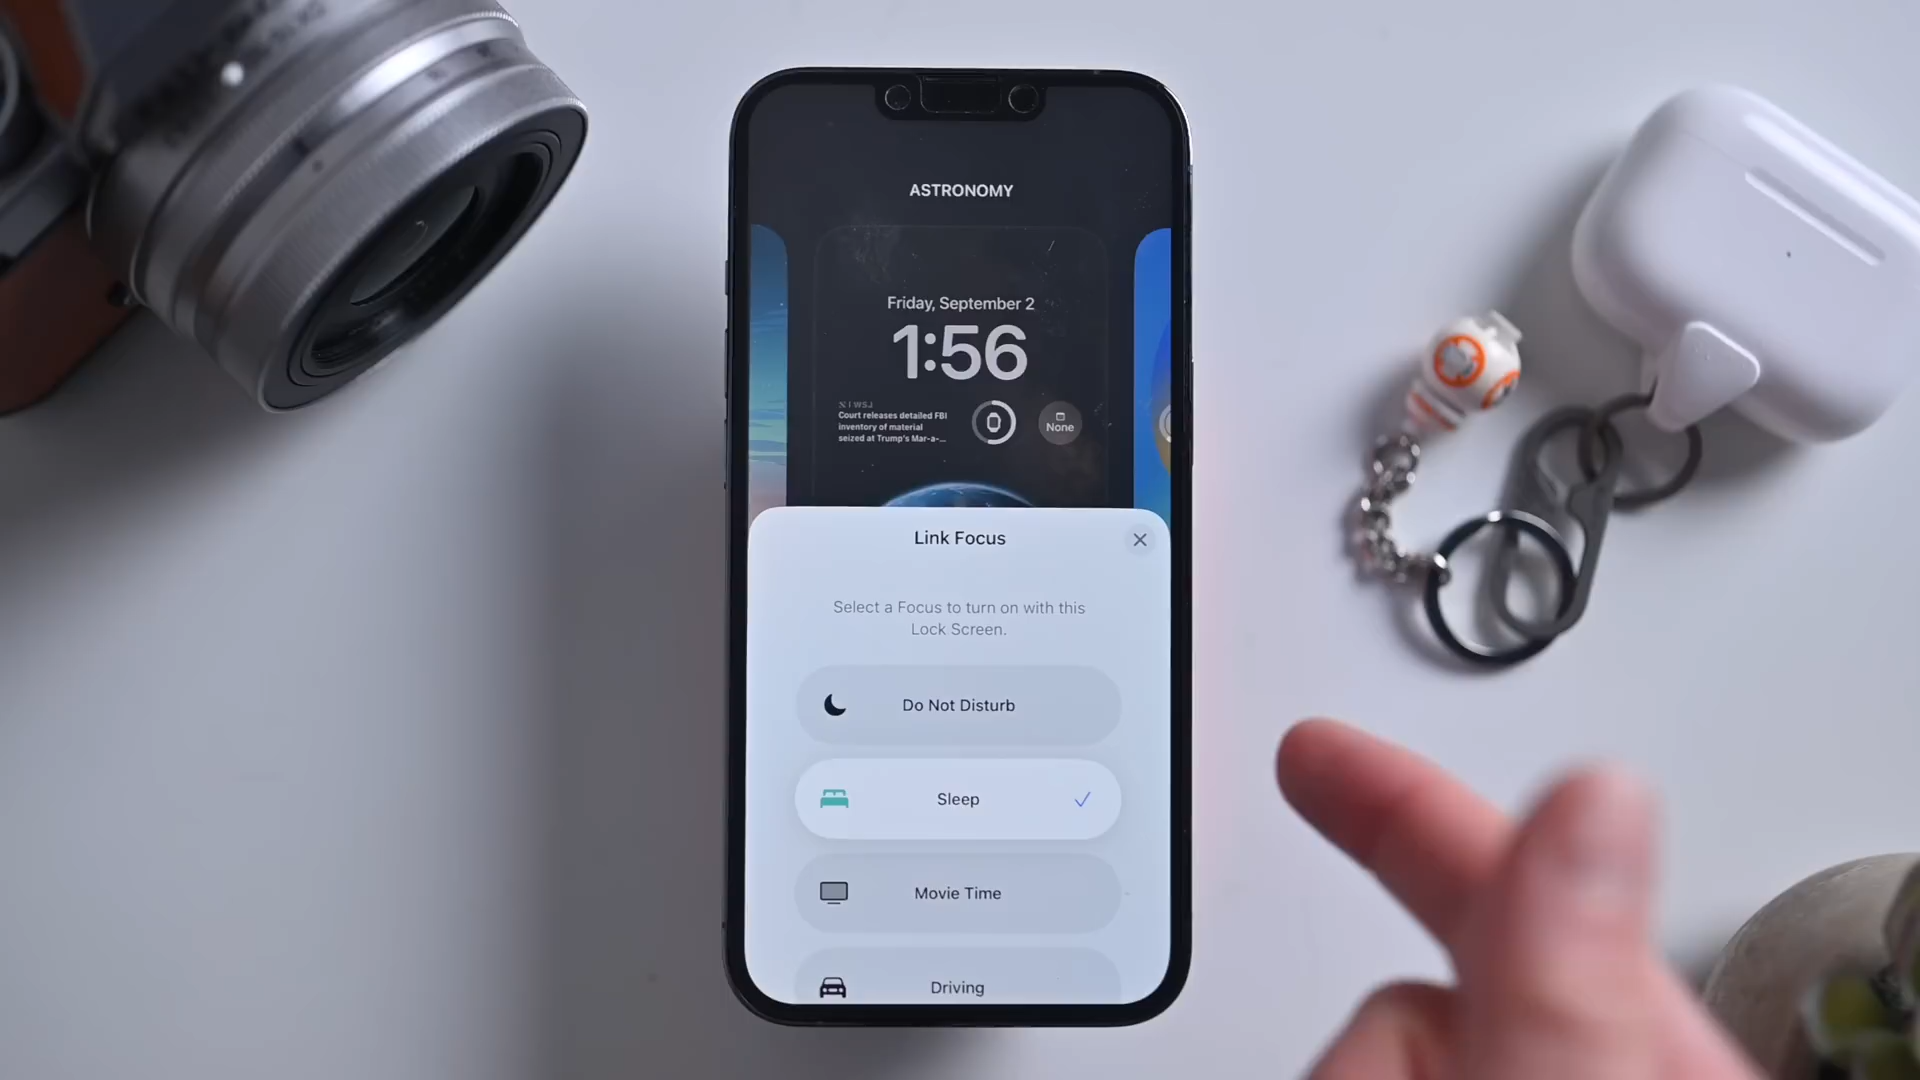 ASTRONOMY
Friday, September 2
1:56
WSJ
Court releases detailed FBI
inventory of material
seized at Trump's Mar-a-...
None
Link Focus
Select a Focus to turn on with this
Lock Screen.
Do Not Disturb
Sleep
Movie Time
Driving